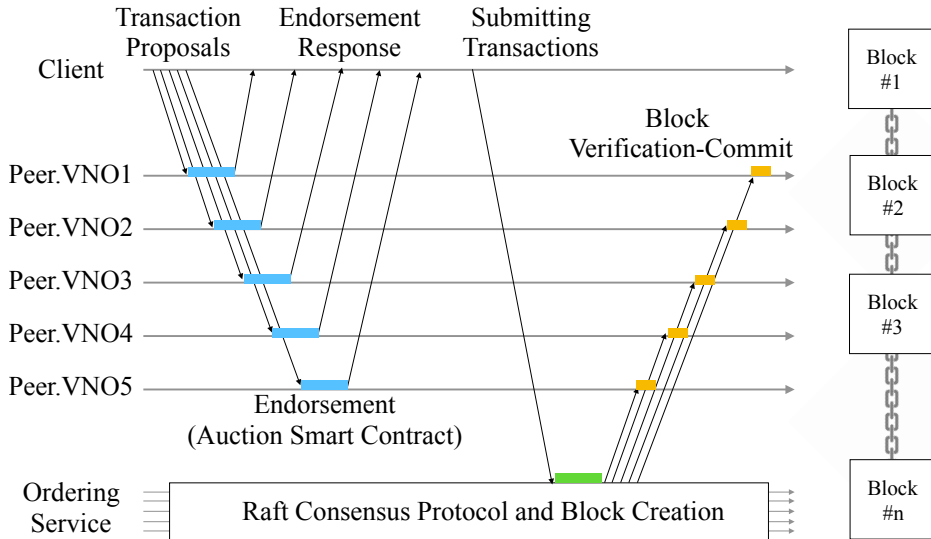 Transaction
Proposals
Endorsement
Response
Submitting
Transactions
Client
Block
Verification-Commit
Peer.VNO1
Peer.VNO2
Peer.VNO3
Peer.VNO4
Peer.VNO5
Endorsement
(Auction Smart Contract)
Ordering
Service
Raft Consensus Protocol and Block Creation
Block
#1
Block
#2
Block
#3
Block
#n